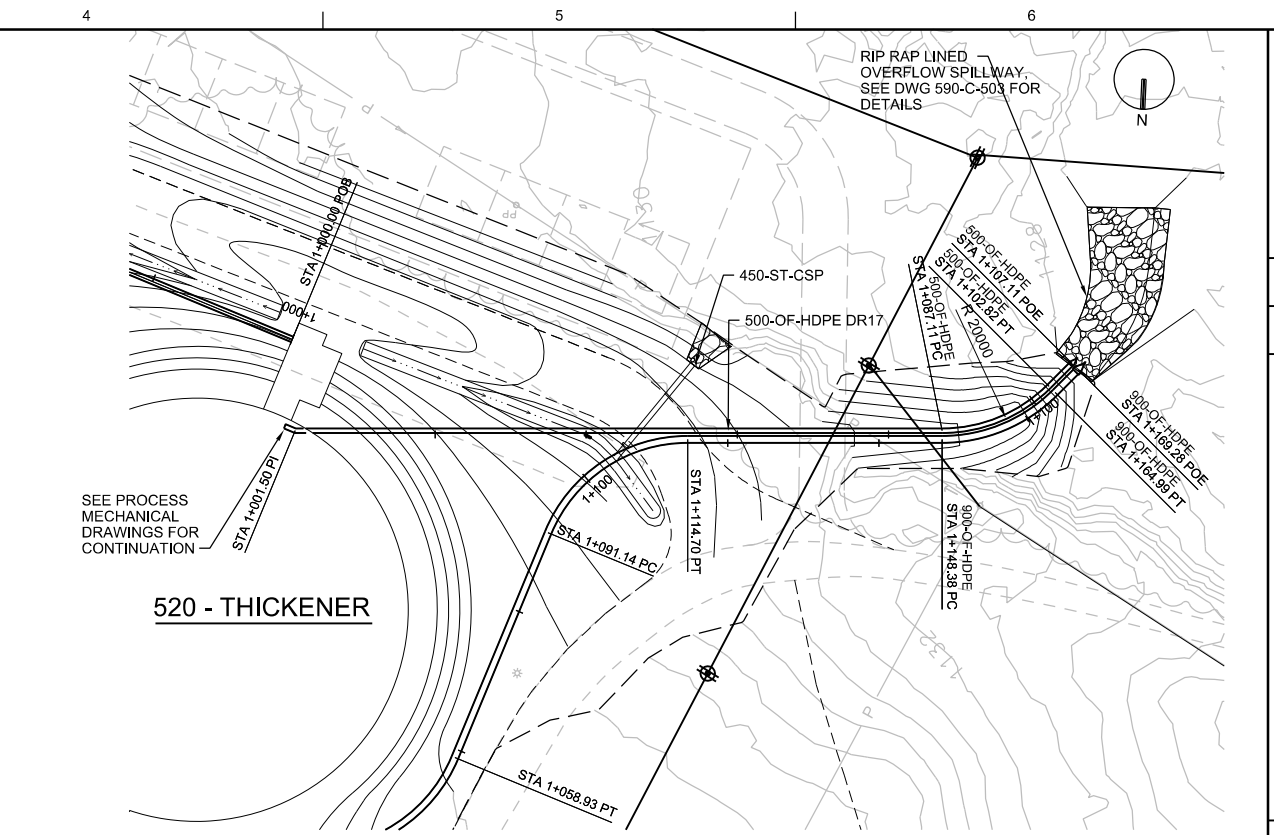 4
5
6
RIP RAP LINED
OVERFLOW SPILLWAY,
SEE DWG 590-C-503 FOR
DETAILS
N
STA 1+000.00 POB
1+000
PP
1130
1128
450-ST-CSP
500-OF-HDPE DR17
500-OF-HDPE
STA 1+107.11 POE
500-OF-HDPE
STA 1+102.82 PT
R 20000
500-OF-HDPE
STA 1+087.11 PC
1+100
900-OF-HDPE
STA 1+169.28 POE
900-OF-HDPE
STA 1+164.99 PT
900-OF-HDPE
STA 1+148.38 PC
SEE PROCESS
MECHANICAL
DRAWINGS FOR
CONTINUATION
STA 1+001.50 PI
1+100
STA 1+091.14 PC
STA 1+114.70 PT
520 - THICKENER
1132
P
P
STA 1+058.93 PT